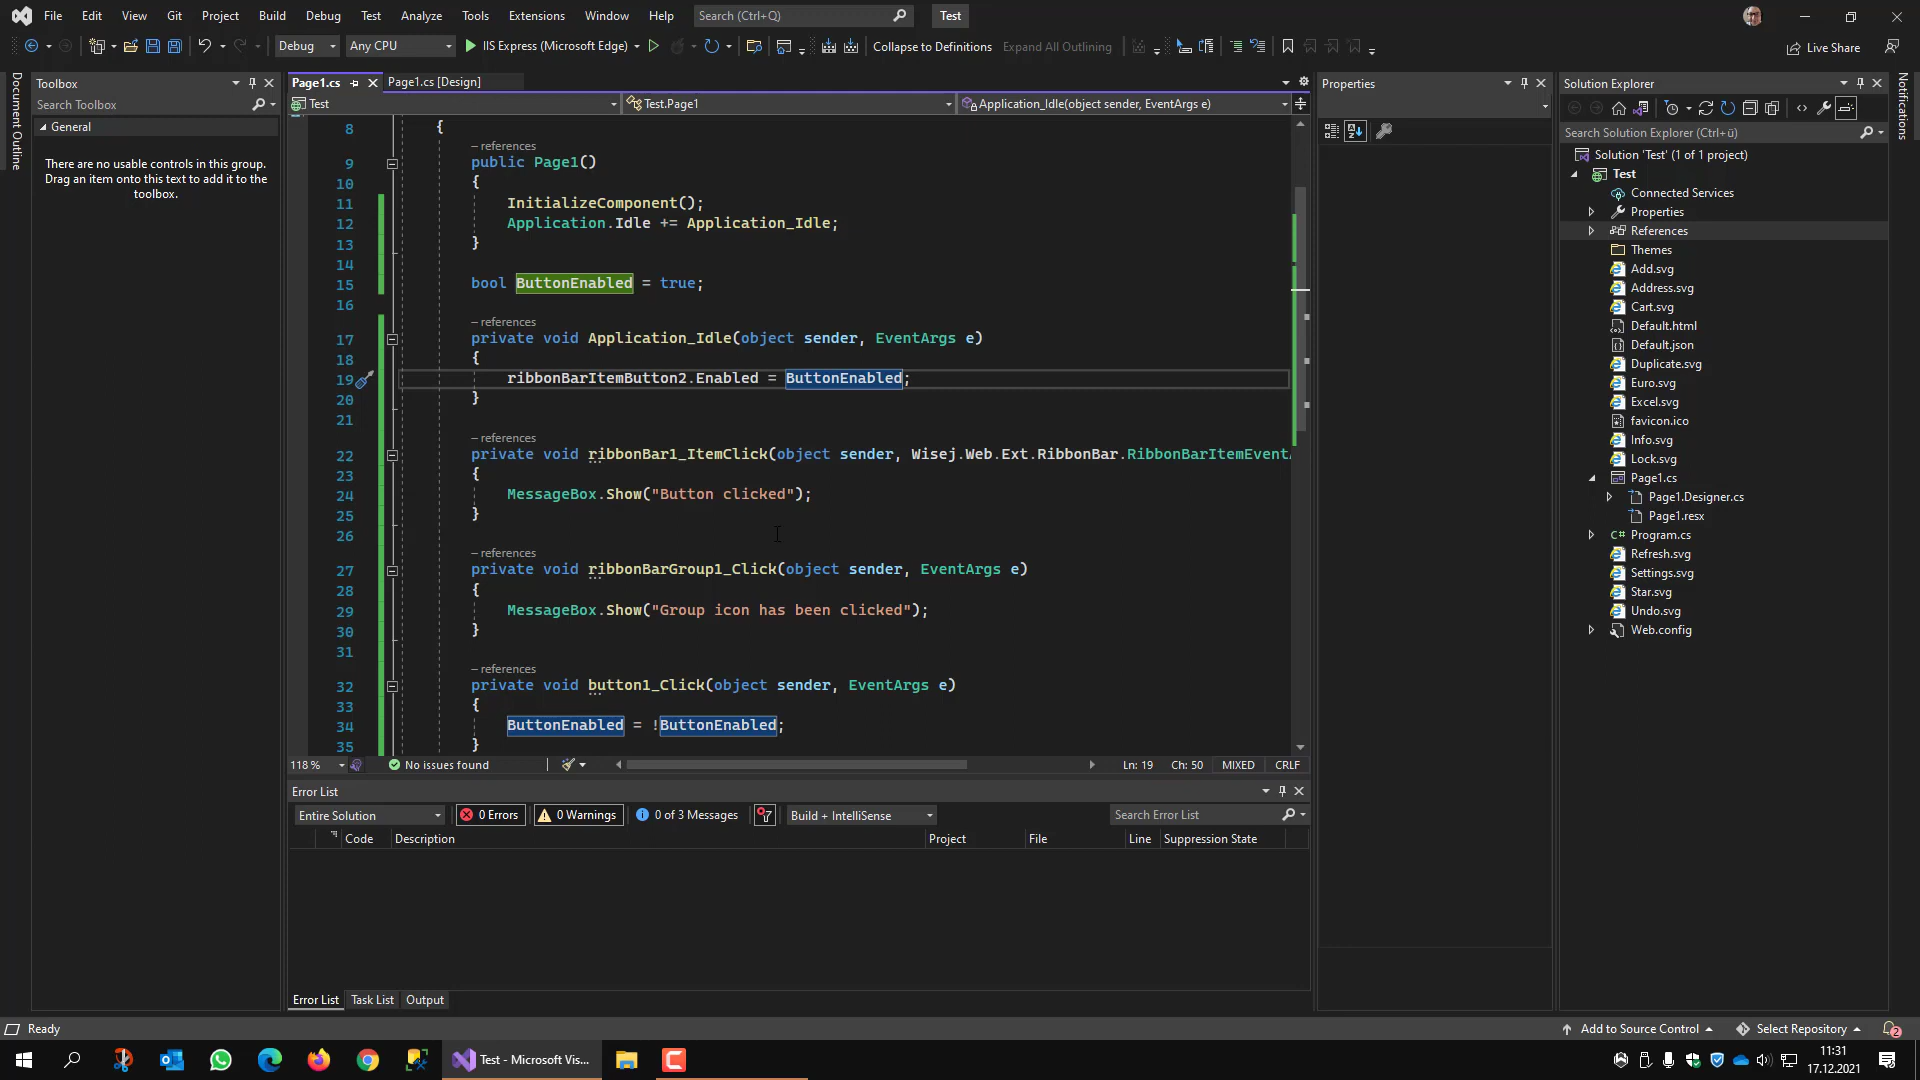 File Edit View Git Project Build Debug Test Analyze Tools Extensions Window Help Search (Ctrl+Q) Test
Debug Any CPU IIS Express (Microsoft Edge) Collapse to Definitions Expand All Outlining Live Share
Document Outline
Toolbox
Search Toolbox
General
There are no usable controls in this group.
Drag an item onto this text to add it to the
toolbox.
Page1.cs Page1.cs [Design]
Test Test.Page1 Application_Idle(object sender, EventArgs e)
8 {
– references
9 public Page1()
10 {
11 InitializeComponent();
12 Application.Idle += Application_Idle;
13 }
14
15 bool ButtonEnabled = true;
16
– references
17 private void Application_Idle(object sender, EventArgs e)
18 {
19 ribbonBarItemButton2.Enabled = ButtonEnabled;
20 }
21
– references
22 private void ribbonBar1_ItemClick(object sender, Wisej.Web.Ext.RibbonBar.RibbonBarItemEvent
23 {
24 MessageBox.Show("Button clicked");
25 }
26
– references
27 private void ribbonBarGroup1_Click(object sender, EventArgs e)
28 {
29 MessageBox.Show("Group icon has been clicked");
30 }
31
– references
32 private void button1_Click(object sender, EventArgs e)
33 {
34 ButtonEnabled = !ButtonEnabled;
35 }
118 % No issues found Ln: 19 Ch: 50 MIXED CRLF
Error List
Entire Solution 0 Errors 0 Warnings 0 of 3 Messages Build + IntelliSense Search Error List
Code Description Project File Line Suppression State
Error List Task List Output
Properties
Solution Explorer
Search Solution Explorer (Ctrl+ü)
Solution 'Test' (1 of 1 project)
Test
Connected Services
Properties
References
Themes
Add.svg
Address.svg
Cart.svg
Default.html
Default.json
Duplicate.svg
Euro.svg
Excel.svg
favicon.ico
Info.svg
Lock.svg
Page1.cs
Page1.Designer.cs
Page1.resx
C# Program.cs
Refresh.svg
Settings.svg
Star.svg
Undo.svg
Web.config
Notifications
Ready Add to Source Control Select Repository 2
Test - Microsoft Vis...
11:31
17.12.2021